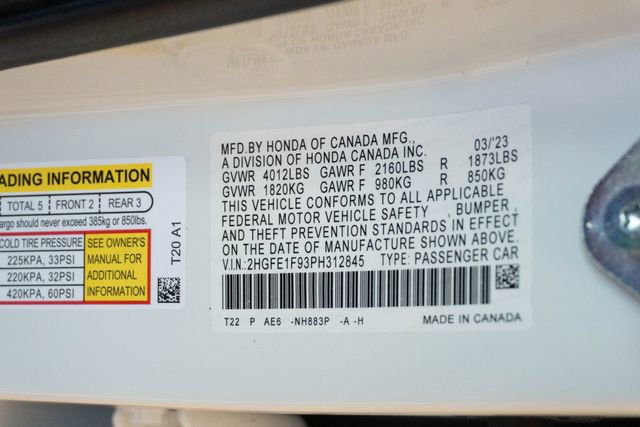 MFD. BY HONDA OF CANADA MFG., 03/'23
A DIVISION OF HONDA CANADA INC.
GVWR 4012LBS GAWR F 2160LBS R 1873LBS
GVWR 1820KG GAWR F 980KG R 850KG
THIS VEHICLE CONFORMS TO ALL APPLICABLE
FEDERAL MOTOR VEHICLE SAFETY , BUMPER ,
AND THEFT PREVENTION STANDARDS IN EFFECT
ON THE DATE OF MANUFACTURE SHOWN ABOVE.
V.I.N.:2HGFE1F93PH312845 TYPE: PASSENGER CAR
T22 P AE6 -NH883P -A -H MADE IN CANADA
ADING INFORMATION
TOTAL 5 FRONT 2 REAR 3
cargo should never exceed 385kg or 850lbs.
COLD TIRE PRESSURE
225KPA, 33PSI
220KPA, 32PSI
420KPA, 60PSI
SEE OWNER'S
MANUAL FOR
ADDITIONAL
INFORMATION
T20 A1